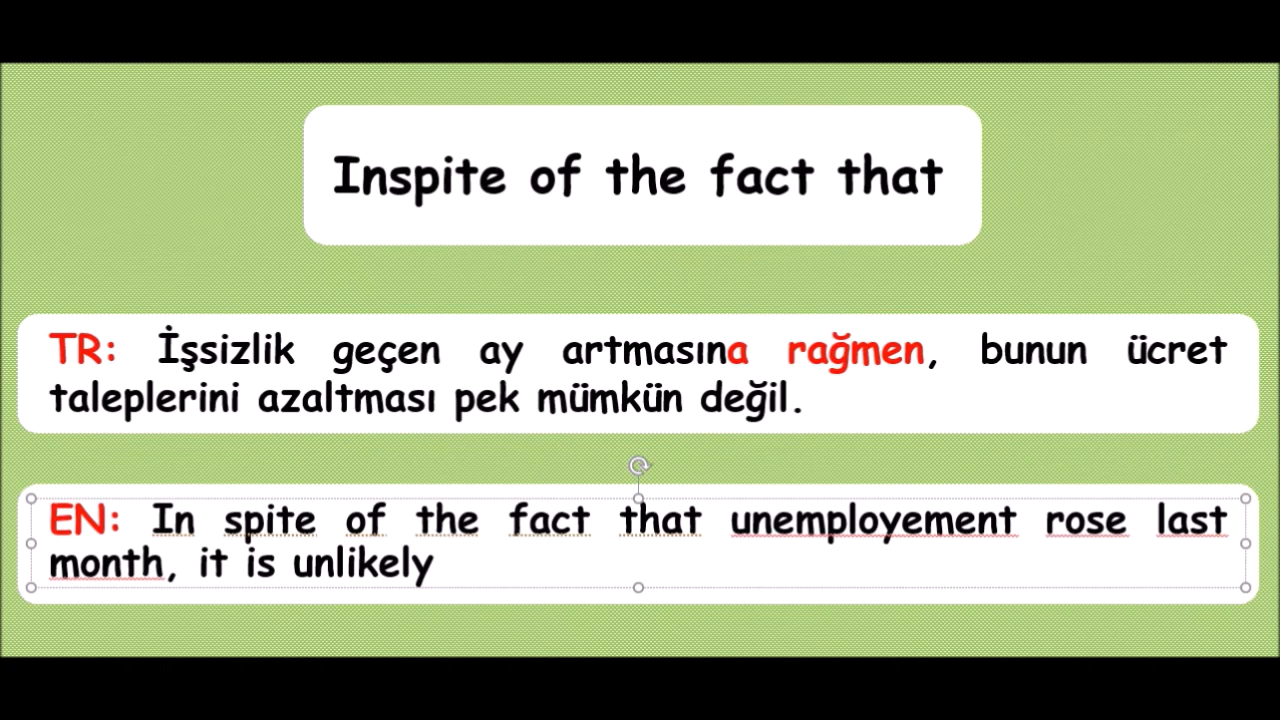 Inspite of the fact that
TR: İşsizlik geçen ay artmasına rağmen, bunun ücret
taleplerini azaltması pek mümkün değil.
EN: In spite of the fact that unemployement rose last
month, it is unlikely